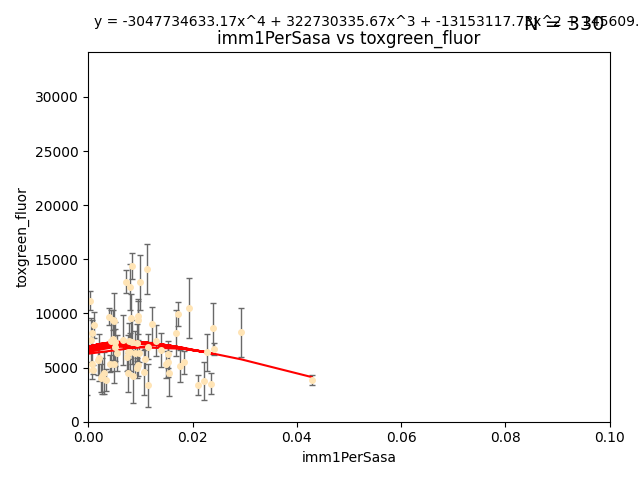 y = -3047734633.17x^4 + 322730335.67x^3 + -13153117.78x^2 + 145609.
N = 330
imm1PerSasa vs toxgreen_fluor
30000
25000
20000
15000
10000
5000
0
toxgreen_fluor
0.00 0.02 0.04 0.06 0.08 0.10
imm1PerSasa